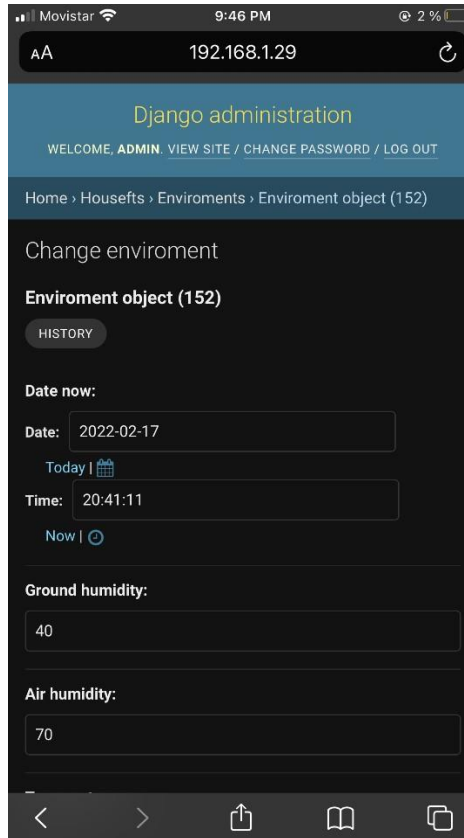 Movistar 9:46 PM 2 %
AA 192.168.1.29
Django administration
WELCOME, ADMIN. VIEW SITE / CHANGE PASSWORD / LOG OUT
Home › Housefts › Enviroments › Enviroment object (152)
Change enviroment
Enviroment object (152)
HISTORY
Date now:
Date: 2022-02-17
Today |
Time: 20:41:11
Now |
Ground humidity:
40
Air humidity:
70